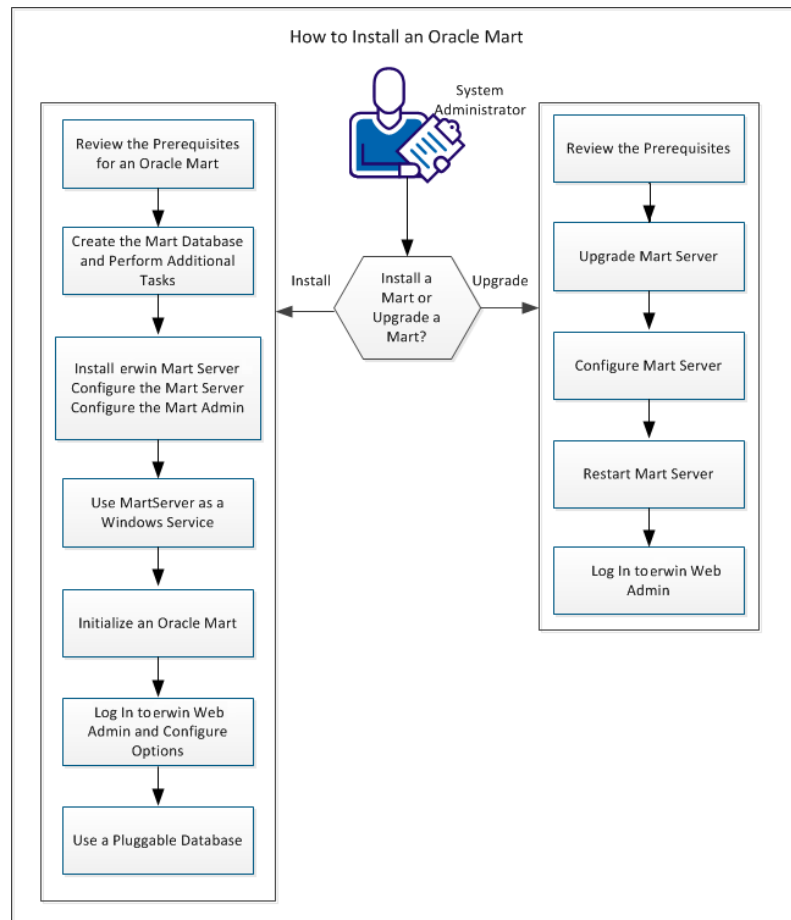 How to Install an Oracle Mart
System
Administrator
Install a
Mart or
Upgrade a
Mart?
Install
Upgrade
Review the Prerequisites
for an Oracle Mart
Create the Mart Database
and Perform Additional
Tasks
Install erwin Mart Server
Configure the Mart Server
Configure the Mart Admin
Use MartServer as a
Windows Service
Initialize an Oracle Mart
Log In toerwin Web
Admin and Configure
Options
Use a Pluggable Database
Review the Prerequisites
Upgrade Mart Server
Configure Mart Server
Restart Mart Server
Log In toerwin Web
Admin